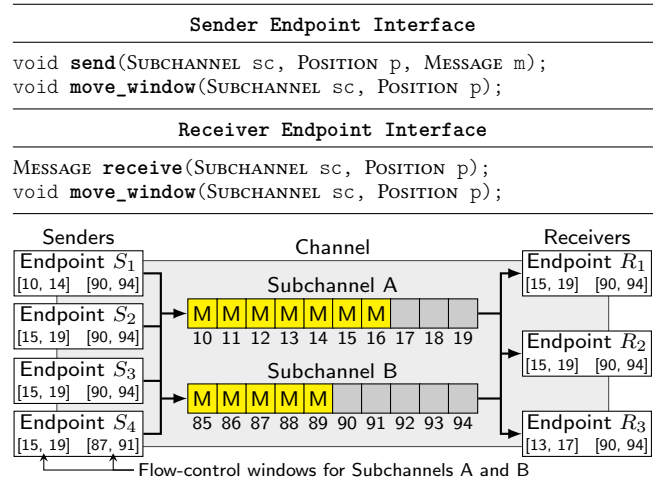 Sender Endpoint Interface
void send(SUBCHANNEL sc, POSITION p, MESSAGE m);
void move_window(SUBCHANNEL sc, POSITION p);
Receiver Endpoint Interface
MESSAGE receive(SUBCHANNEL sc, POSITION p);
void move_window(SUBCHANNEL sc, POSITION p);
Senders
Channel
Receivers
Endpoint S1
[10, 14] [90, 94]
Endpoint S2
[15, 19] [90, 94]
Endpoint S3
[15, 19] [90, 94]
Endpoint S4
[15, 19] [87, 91]
Subchannel A
M M M M M M M
10 11 12 13 14 15 16 17 18 19
Subchannel B
M M M M M
85 86 87 88 89 90 91 92 93 94
Endpoint R1
[15, 19] [90, 94]
Endpoint R2
[15, 19] [90, 94]
Endpoint R3
[13, 17] [90, 94]
Flow-control windows for Subchannels A and B